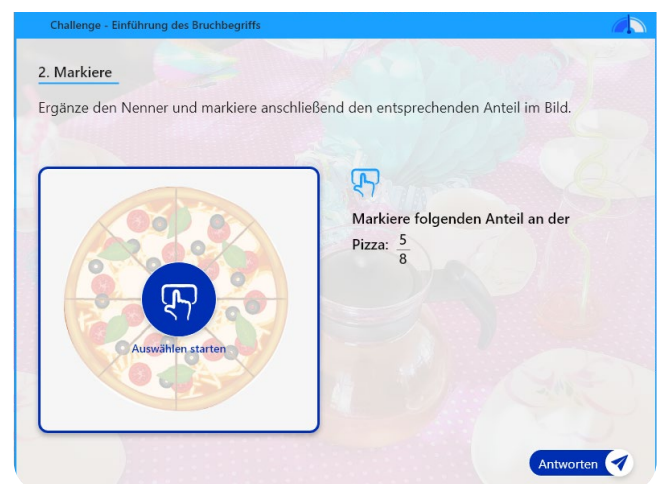 Challenge - Einführung des Bruchbegriffs
2. Markiere
Ergänze den Nenner und markiere anschließend den entsprechenden Anteil im Bild.
Auswählen starten
Markiere folgenden Anteil an der
Pizza: 5/8
Antworten